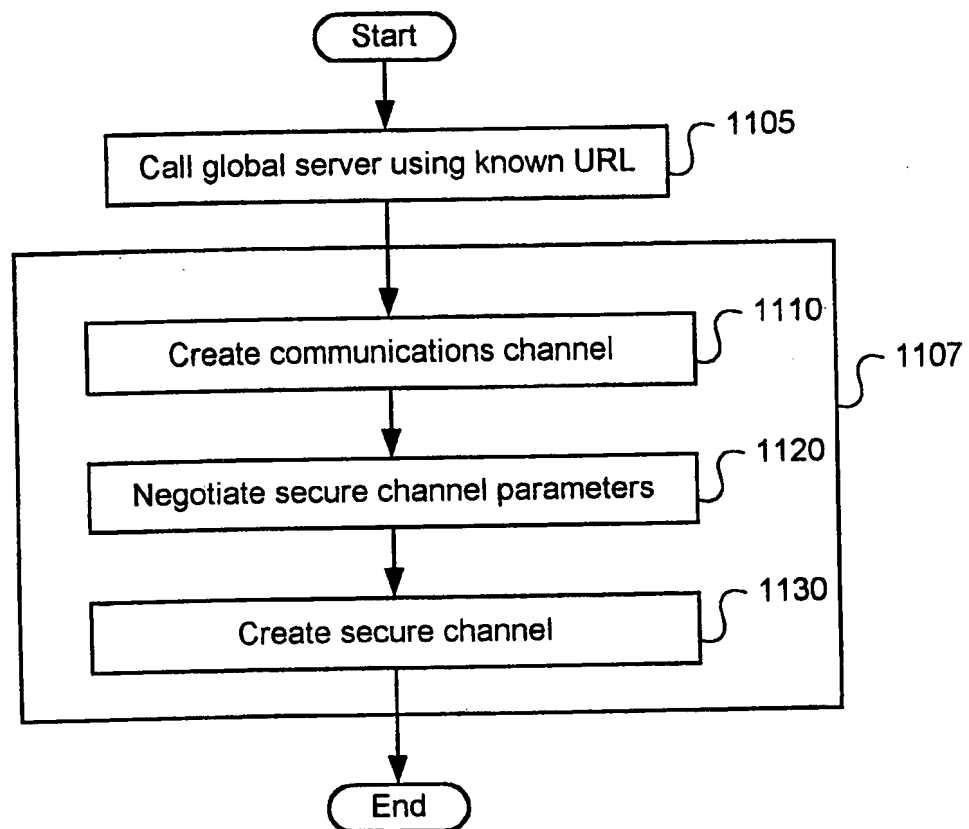 Start
1105
Call global server using known URL
1110
Create communications channel
1107
1120
Negotiate secure channel parameters
1130
Create secure channel
End